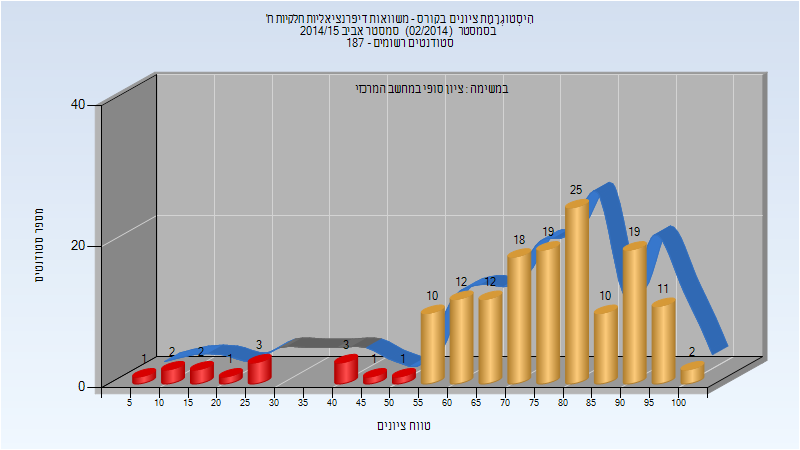 הִיסְטוֹגְרָמַת ציונים בקורס - משוואות דיפרנציאליות חלקיות ח'
בסמסטר (02/2014) סמסטר אביב 2014/15
סטודנטים רשומים - 187
במשימה : ציון סופי במחשב המרכזי
מספר סטודנטים
40
20
0
1 2 2 1 3 3 1 1 10 12 12 18 19 25 10 19 11 2
5 10 15 20 25 30 35 40 45 50 55 60 65 70 75 80 85 90 95 100
טווח ציונים